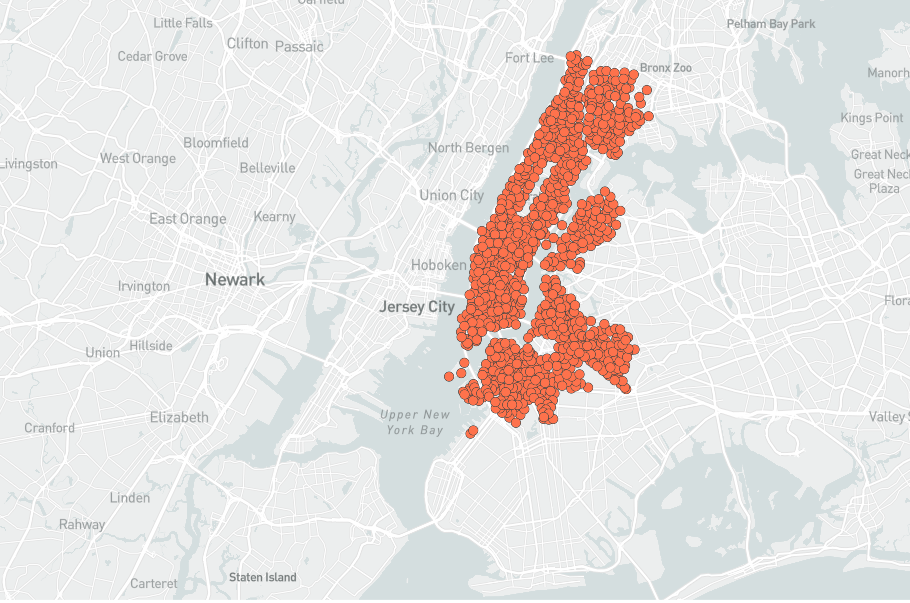 Garfield
Little Falls
Pelham Bay Park
Clifton
Passaic
Cedar Grove
Fort Lee
Bronx Zoo
Manorh
Kings Point
Bloomfield
North Bergen
West Orange
Livingston
Belleville
Great Neck
Great Neck
Plaza
Union City
East Orange
Kearny
Hoboken
Newark
Irvington
Jersey City
Flora
Hillside
Union
Elizabeth
Upper New
York Bay
Cranford
Valley S
Linden
Rahway
Staten Island
Carteret